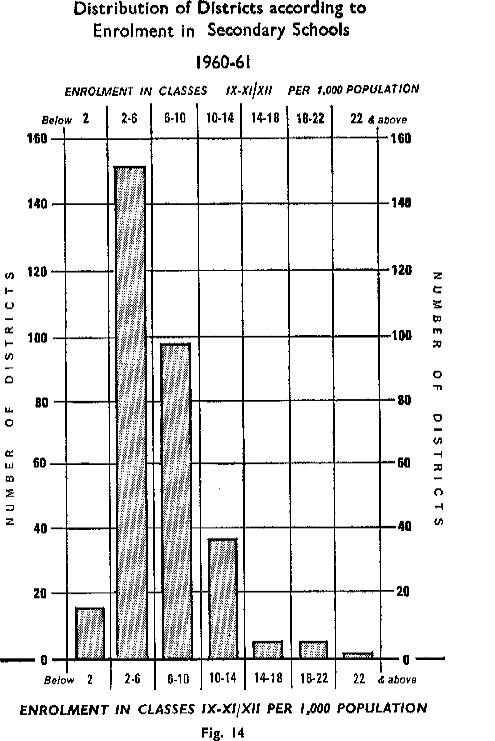 Distribution of Districts according to
Enrolment in Secondary Schools
1960-61
ENROLMENT IN CLASSES IX-XI/XII PER 1,000 POPULATION
Below 2 2-6 6-10 10-14 14-18 18-22 22 & above
160 160
140 140
120 120
100 100
80 80
60 60
40 40
20 20
0 0
NUMBER OF DISTRICTS
NUMBER OF DISTRICTS
Below 2 2-6 6-10 10-14 14-18 18-22 22 & above
ENROLMENT IN CLASSES IX-XI/XII PER 1,000 POPULATION
Fig. 14